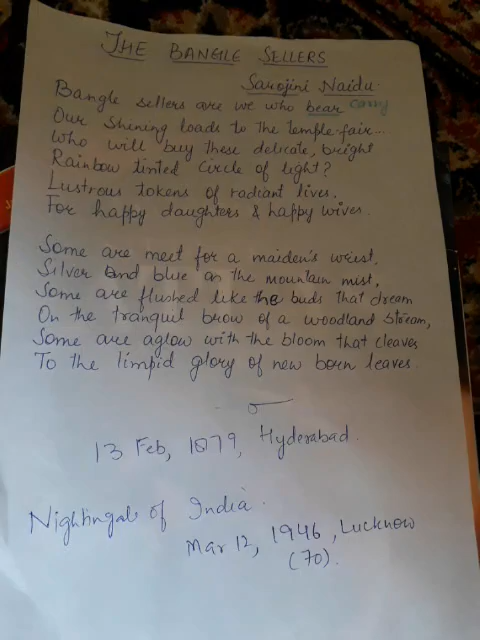 THE BANGLE SELLERS
Sarojini Naidu.
Bangle sellers are we who bear carry
Our Shining loads to the temple-fair...
Who will buy these delicate, bright
Rainbow tinted Circle of light?
Lustrous tokens of radiant lives,
For happy daughters & happy wives.
Some are meet for a maiden's wrist,
Silver and blue as the mountain mist,
Some are flushed like the buds that dream
On the tranquil brow of a woodland stream,
Some are aglow with the bloom that cleaves
To the limpid glory of new born leaves.
13 Feb, 1879, Hyderabad.
Nightingale of India.
Mar 12, 1946, Lucknow
(70).